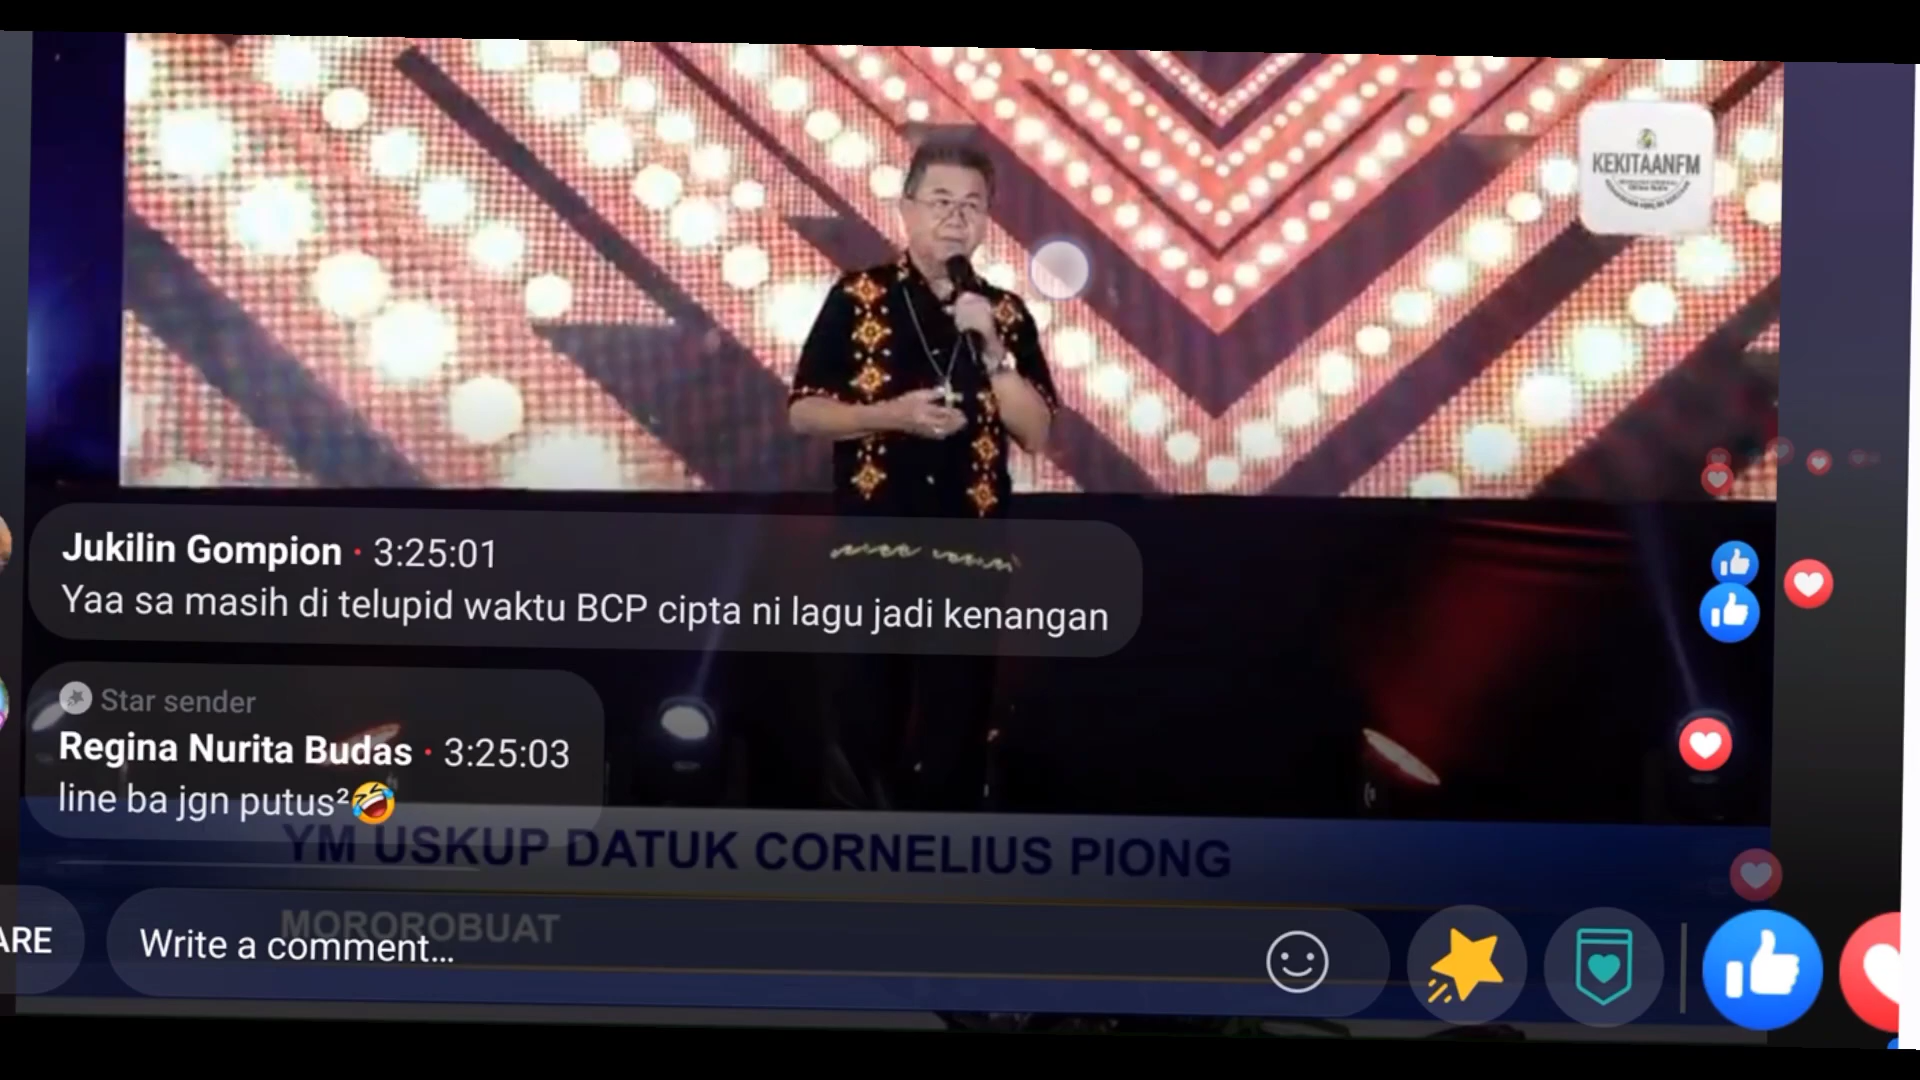 KEKITAANFM
Jukilin Gompion · 3:25:01
Yaa sa masih di telupid waktu BCP cipta ni lagu jadi kenangan
Star sender
Regina Nurita Budas · 3:25:03
line ba jgn putus²🤣
YM USKUP DATUK CORNELIUS PIONG
MOROROBUAT
ARE
Write a comment…